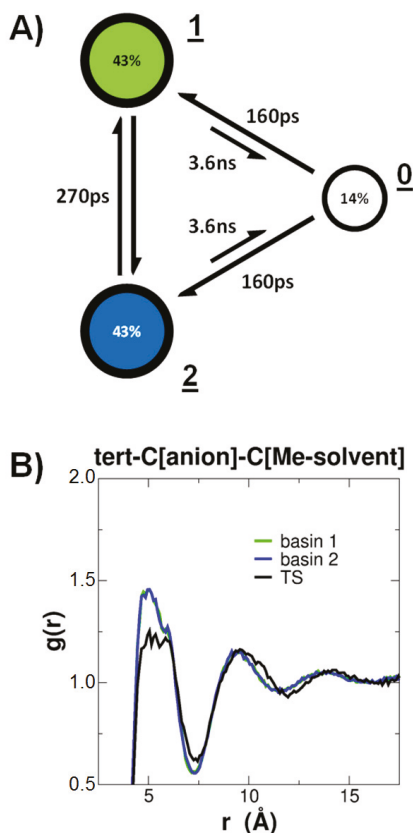 A)
1
43%
160ps
3.6ns
0
270ps
14%
3.6ns
160ps
43%
2
B)
tert-C[anion]-C[Me-solvent]
2.0
basin 1
basin 2
TS
1.5
g(r)
1.0
0.5
5 10 15
r (Å)